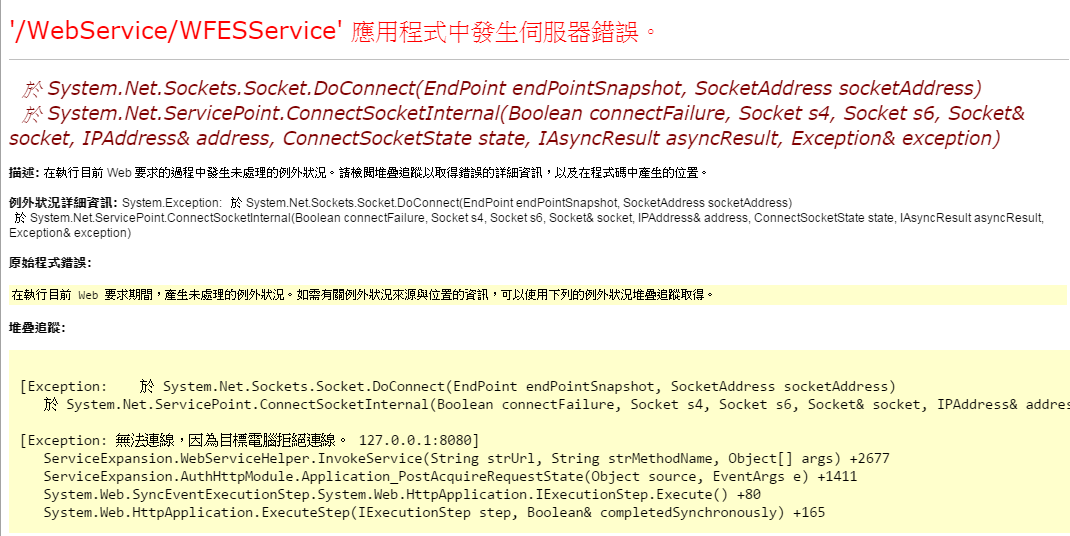 '/WebService/WFESService' 應用程式中發生伺服器錯誤。
於 System.Net.Sockets.Socket.DoConnect(EndPoint endPointSnapshot, SocketAddress socketAddress)
於 System.Net.ServicePoint.ConnectSocketInternal(Boolean connectFailure, Socket s4, Socket s6, Socket&
socket, IPAddress& address, ConnectSocketState state, IAsyncResult asyncResult, Exception& exception)
描述: 在執行目前 Web 要求的過程中發生未處理的例外狀況。請檢閱堆疊追蹤以取得錯誤的詳細資訊，以及在程式碼中產生的位置。
例外狀況詳細資訊: System.Exception: 於 System.Net.Sockets.Socket.DoConnect(EndPoint endPointSnapshot, SocketAddress socketAddress)
於 System.Net.ServicePoint.ConnectSocketInternal(Boolean connectFailure, Socket s4, Socket s6, Socket& socket, IPAddress& address, ConnectSocketState state, IAsyncResult asyncResult,
Exception& exception)
原始程式錯誤:
在執行目前 Web 要求期間，產生未處理的例外狀況。如需有關例外狀況來源與位置的資訊，可以使用下列的例外狀況堆疊追蹤取得。
堆疊追蹤:
[Exception: 於 System.Net.Sockets.Socket.DoConnect(EndPoint endPointSnapshot, SocketAddress socketAddress)
於 System.Net.ServicePoint.ConnectSocketInternal(Boolean connectFailure, Socket s4, Socket s6, Socket& socket, IPAddress& addres
[Exception: 無法連線，因為目標電腦拒絕連線。 127.0.0.1:8080]
ServiceExpansion.WebServiceHelper.InvokeService(String strUrl, String strMethodName, Object[] args) +2677
ServiceExpansion.AuthHttpModule.Application_PostAcquireRequestState(Object source, EventArgs e) +1411
System.Web.SyncEventExecutionStep.System.Web.HttpApplication.IExecutionStep.Execute() +80
System.Web.HttpApplication.ExecuteStep(IExecutionStep step, Boolean& completedSynchronously) +165